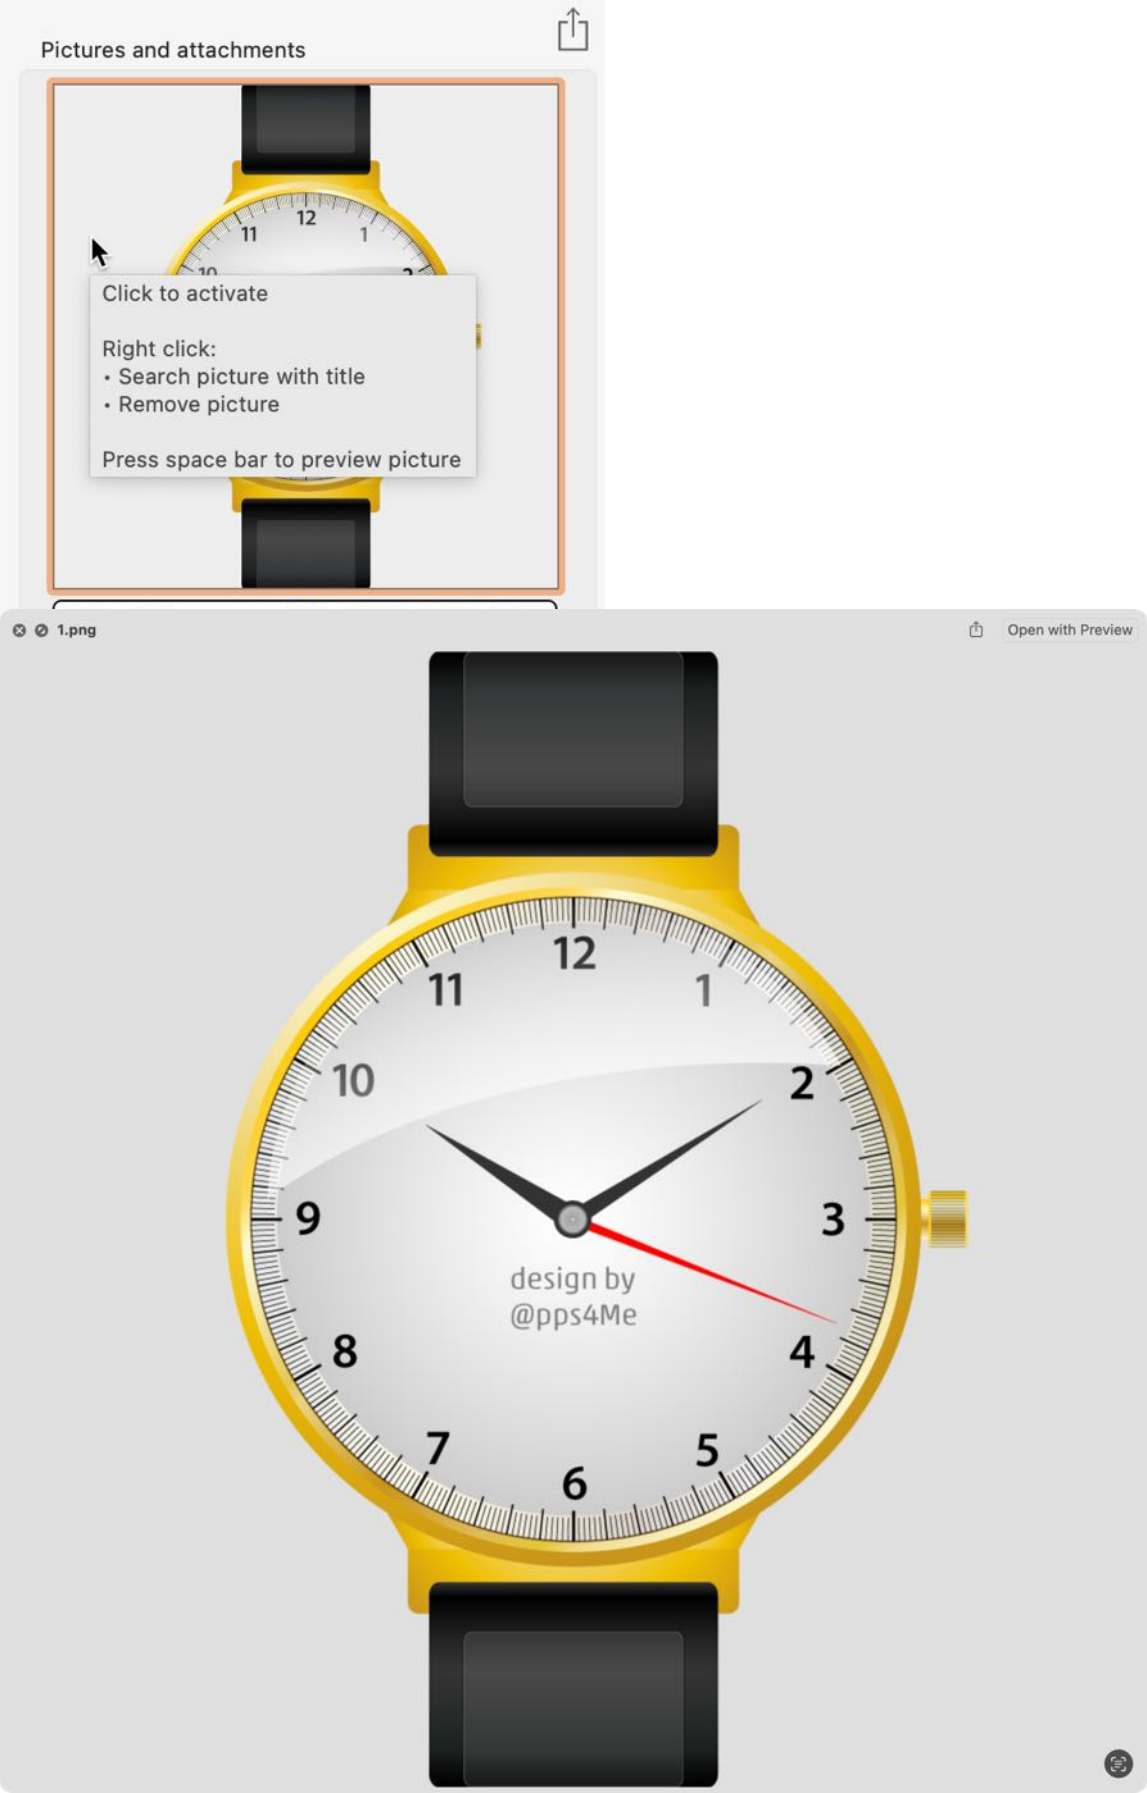 Pictures and attachments
12
11
1
10
2
Click to activate
Right click:
• Search picture with title
• Remove picture
Press space bar to preview picture
1.png
Open with Preview
12
11
1
10
2
9
3
design by
@pps4Me
8
4
7
5
6